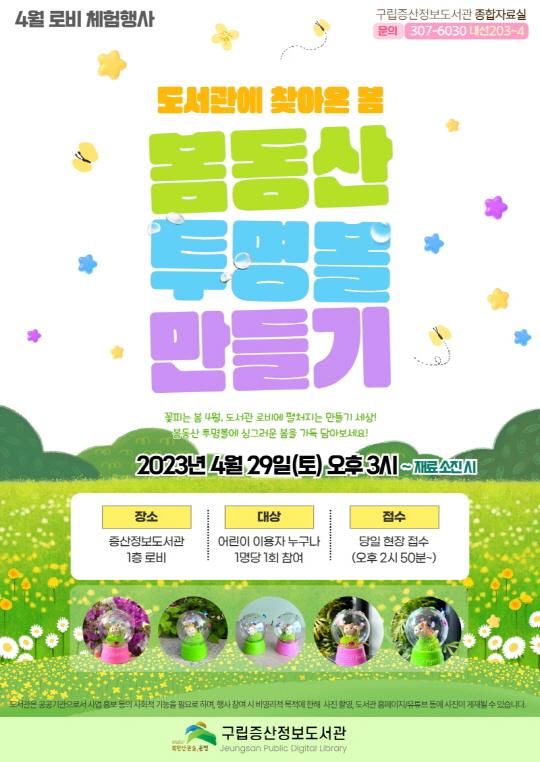 4월 로비 체험행사
구립증산정보도서관 종합자료실
문의 307-6030 내선203~4
도서관에 찾아온 봄
봄동산
투명볼
만들기
꽃피는 봄 4월, 도서관 로비에 펼쳐지는 만들기 세상!
봄동산 투명볼에 싱그러운 봄을 가득 담아보세요!
2023년 4월 29일(토) 오후 3시 ~ 재료 소진 시
장소
대상
접수
증산정보도서관
1층 로비
어린이 이용자 누구나
1명당 1회 참여
당일 현장 접수
(오후 2시 50분~)
도서관은 공공기관으로서 사업 홍보 등의 사회적 기능을 필요로 하며, 행사 참여 시 비영리적 목적에 한해 사진 촬영, 도서관 홈페이지/유튜브 등에 사진이 게재될 수 있습니다.
북한산 큰숲, 은평
구립증산정보도서관
Jeungsan Public Digital Library